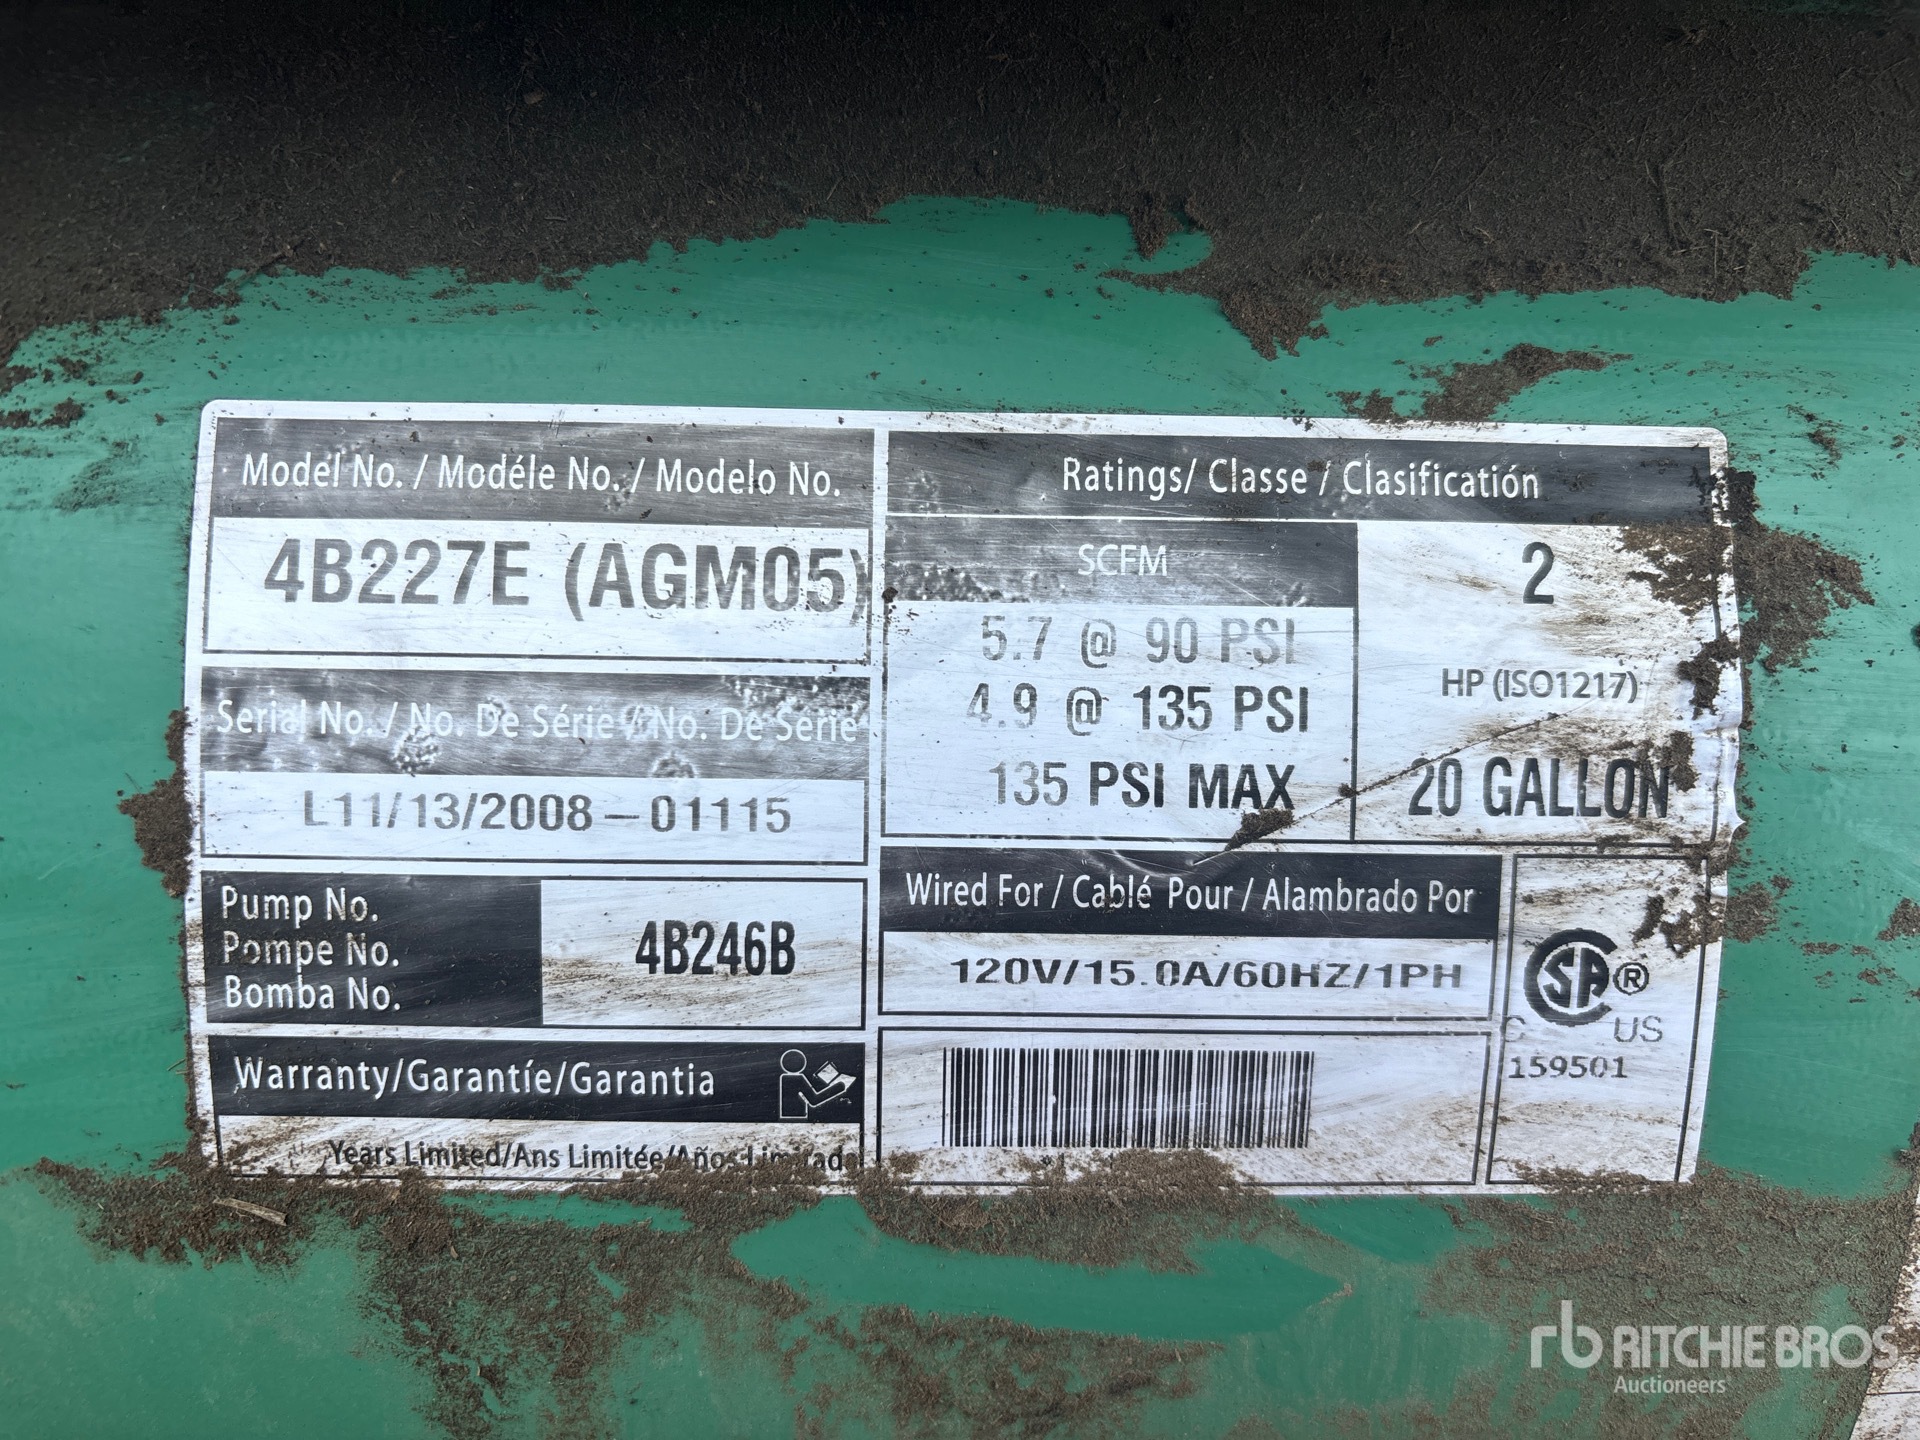 Model No. / Modéle No. / Modelo No.
4B227E (AGM05)
Serial No. / No. De Série / No. De Serie
L11/13/2008-01115
Pump No.
Pompe No.
Bomba No.
4B246B
Warranty/Garantíe/Garantia
Years Limited/Ans Limitée/Años Limitad
Ratings/ Classe / Clasificatión
SCFM
5.7 @ 90 PSI
4.9 @ 135 PSI
135 PSI MAX
2
HP (ISO1217)
20 GALLON
Wired For / Cablé Pour / Alambrado Por
120V/15.0A/60HZ/1PH
CSA®
C US
159501
rb RITCHIE BROS
Auctioneers